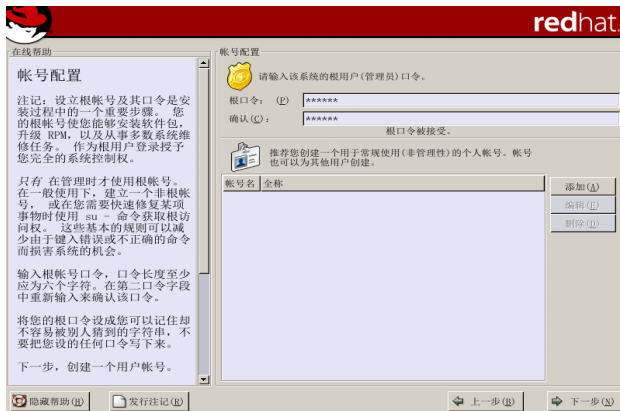 redhat.
在线帮助
帐号配置
注记：设立根帐号及其口令是安
装过程中的一个重要步骤。 您
的根帐号使您能够安装软件包，
升级 RPM，以及从事多数系统维
修任务。 作为根用户登录授予
您完全的系统控制权。
只有 在管理时才使用根帐号。
在一般使用下，建立一个非根帐
号， 或在您需要快速修复某项
事物时使用 su - 命令获取根访
问权。 这些基本的规则可以减
少由于键入错误或不正确的命令
而损害系统的机会。
输入根帐号口令，口令长度至少
应为六个字符。在第二口令字段
中重新输入来确认该口令。
将您的根口令设成您可以记住却
不容易被别人猜到的字符串，不
要把您设的任何口令写下来。
下一步，创建一个用户帐号。
帐号配置
请输入该系统的根用户(管理员)口令。
根口令： (P) ******
确认(C)： ******
根口令被接受。
推荐您创建一个用于常规使用(非管理性)的个人帐号。帐号
也可以为其他用户创建。
帐号名 全称
添加(A)
编辑(E)
删除(D)
隐藏帮助(H) 发行注记(R) 上一步(B) 下一步(N)